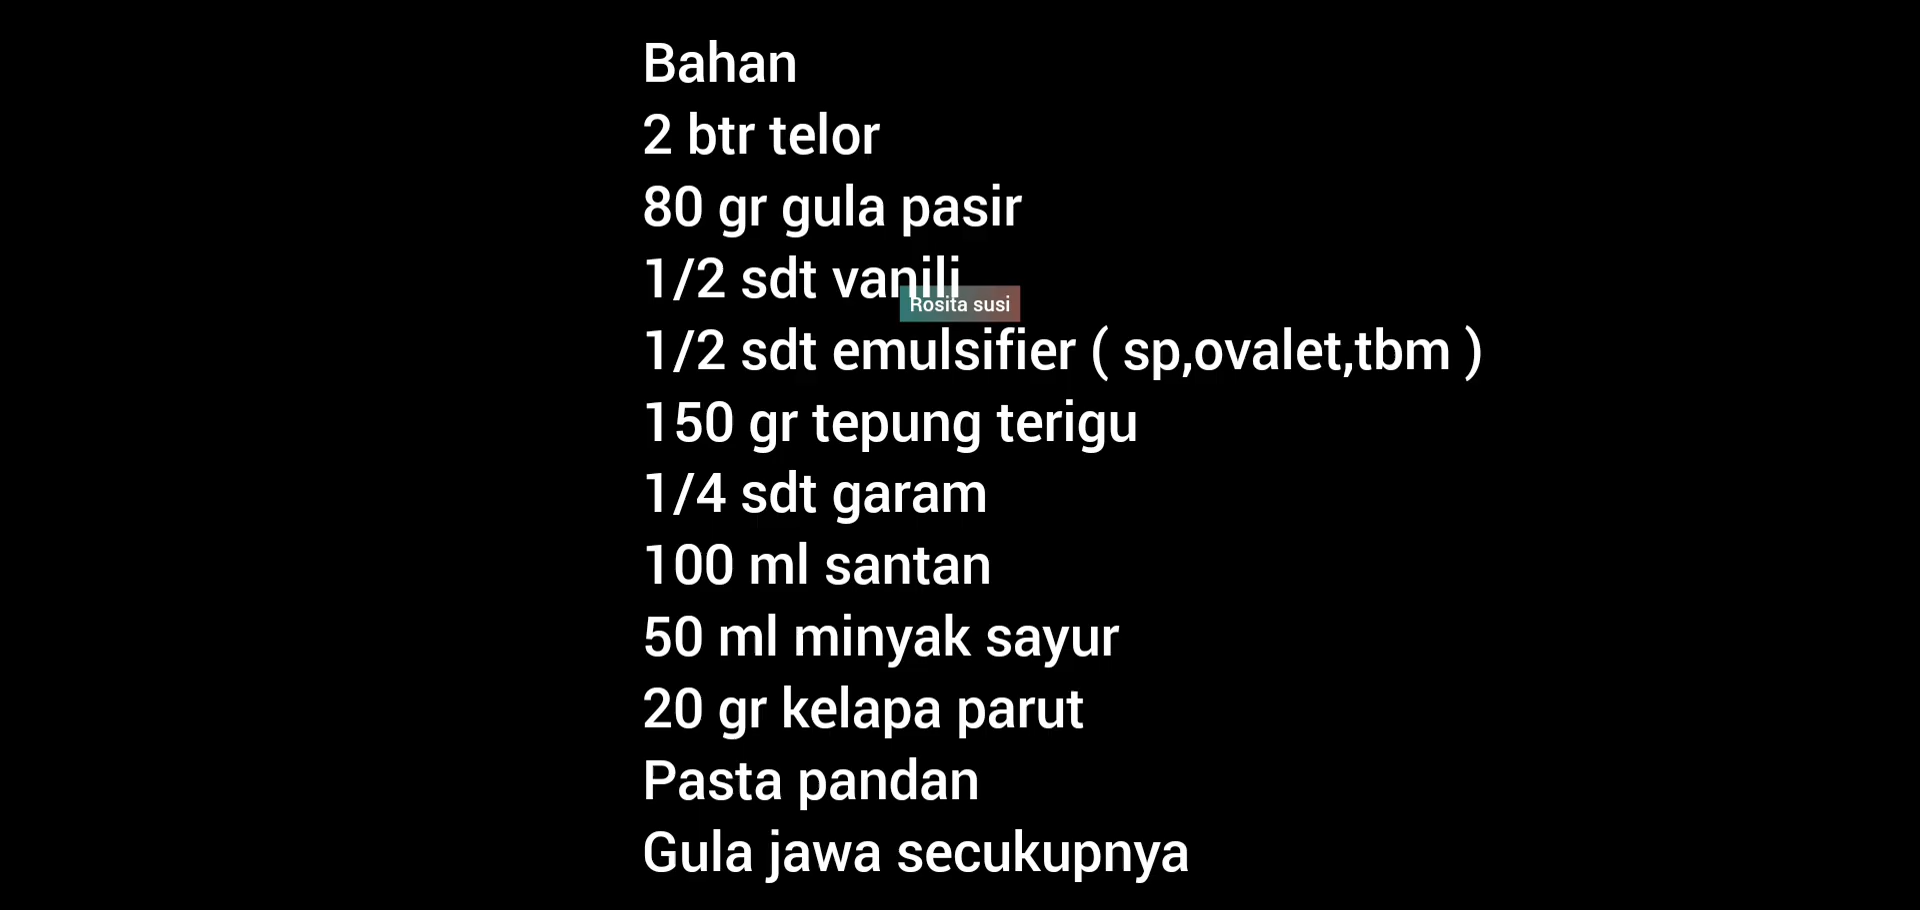 Bahan
2 btr telor
80 gr gula pasir
1/2 sdt vanili
Rosita susi
1/2 sdt emulsifier ( sp,ovalet,tbm )
150 gr tepung terigu
1/4 sdt garam
100 ml santan
50 ml minyak sayur
20 gr kelapa parut
Pasta pandan
Gula jawa secukupnya